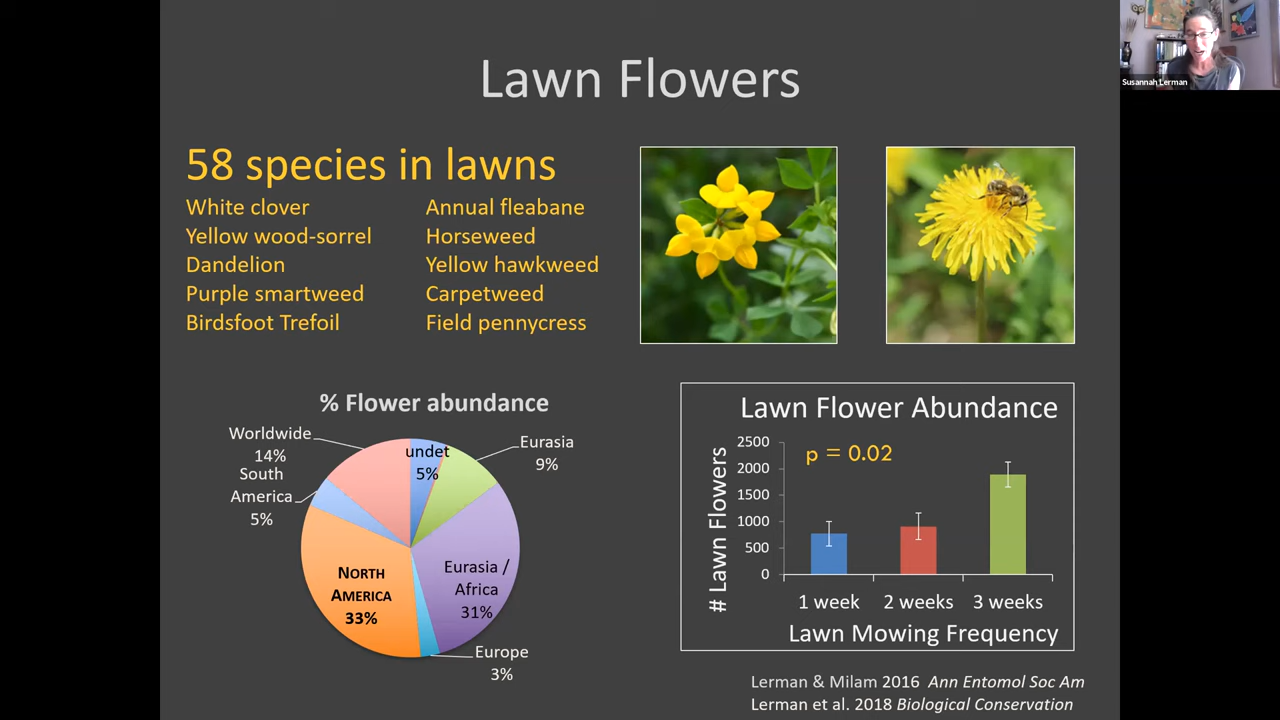 Lawn Flowers
Susannah Lerman
58 species in lawns
White clover
Yellow wood-sorrel
Dandelion
Purple smartweed
Birdsfoot Trefoil
Annual fleabane
Horseweed
Yellow hawkweed
Carpetweed
Field pennycress
% Flower abundance
Worldwide
14%
South
America
5%
undet
5%
Eurasia
9%
Eurasia /
Africa
31%
North
America
33%
Europe
3%
Lawn Flower Abundance
p = 0.02
# Lawn Flowers
2500
2000
1500
1000
500
0
1 week
2 weeks
3 weeks
Lawn Mowing Frequency
Lerman & Milam 2016 Ann Entomol Soc Am
Lerman et al. 2018 Biological Conservation